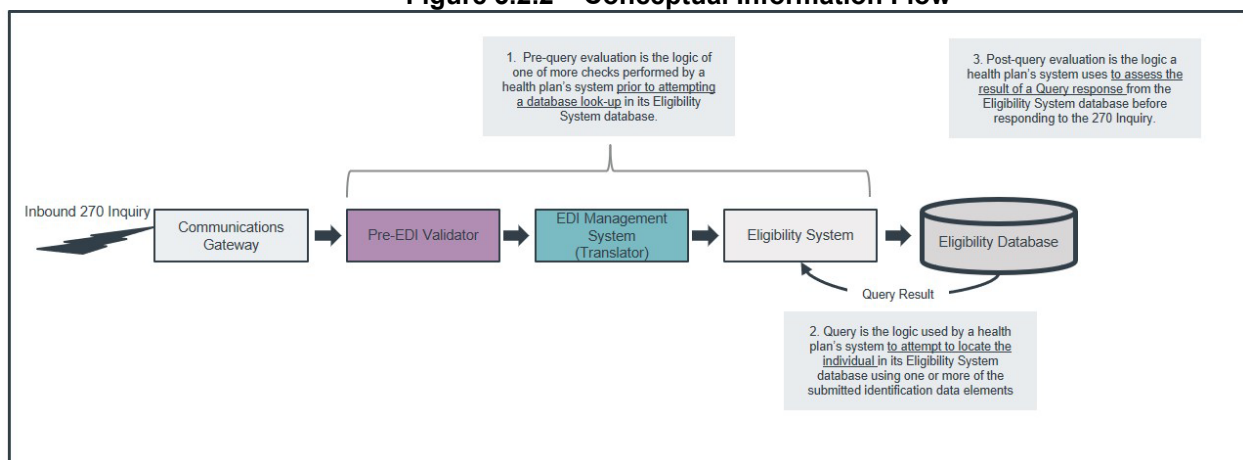 Figure 3.2.2 – Conceptual Information Flow
1. Pre-query evaluation is the logic of
one of more checks performed by a
health plan's system prior to attempting
a database look-up in its Eligibility
System database.
3. Post-query evaluation is the logic a
health plan's system uses to assess the
result of a Query response from the
Eligibility System database before
responding to the 270 Inquiry.
Inbound 270 Inquiry
Communications
Gateway
Pre-EDI Validator
EDI Management
System
(Translator)
Eligibility System
Eligibility Database
Query Result
2. Query is the logic used by a health
plan's system to attempt to locate the
individual in its Eligibility System
database using one or more of the
submitted identification data elements